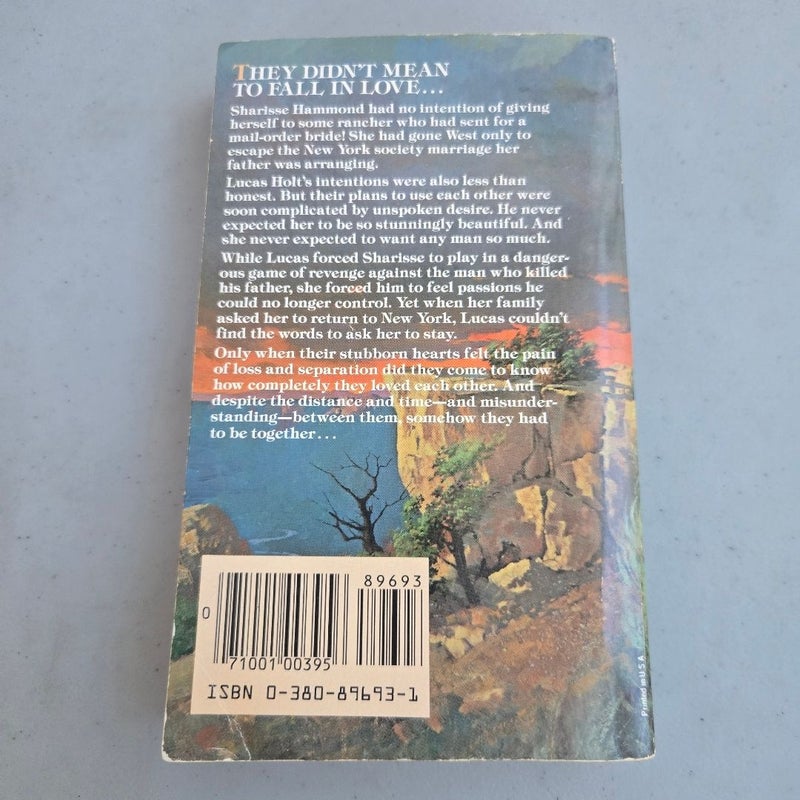 THEY DIDN'T MEAN
TO FALL IN LOVE...
Sharisse Hammond had no intention of giving
herself to some rancher who had sent for a
mail-order bride! She had gone West only to
escape the New York society marriage her
father was arranging.
Lucas Holt's intentions were also less than
honest. But their plans to use each other were
soon complicated by unspoken desire. He never
expected her to be so stunningly beautiful. And
she never expected to want any man so much.
While Lucas forced Sharisse to play in a danger-
ous game of revenge against the man who killed
his father, she forced him to feel passions he
could no longer control. Yet when her family
asked her to return to New York, Lucas couldn't
find the words to ask her to stay.
Only when their stubborn hearts felt the pain
of loss and separation did they come to know
how completely they loved each other. And
despite the distance and time—and misunder-
standing—between them, somehow they had
to be together...
89693
0
71001 00395
ISBN 0-380-89693-1
Printed in U.S.A.